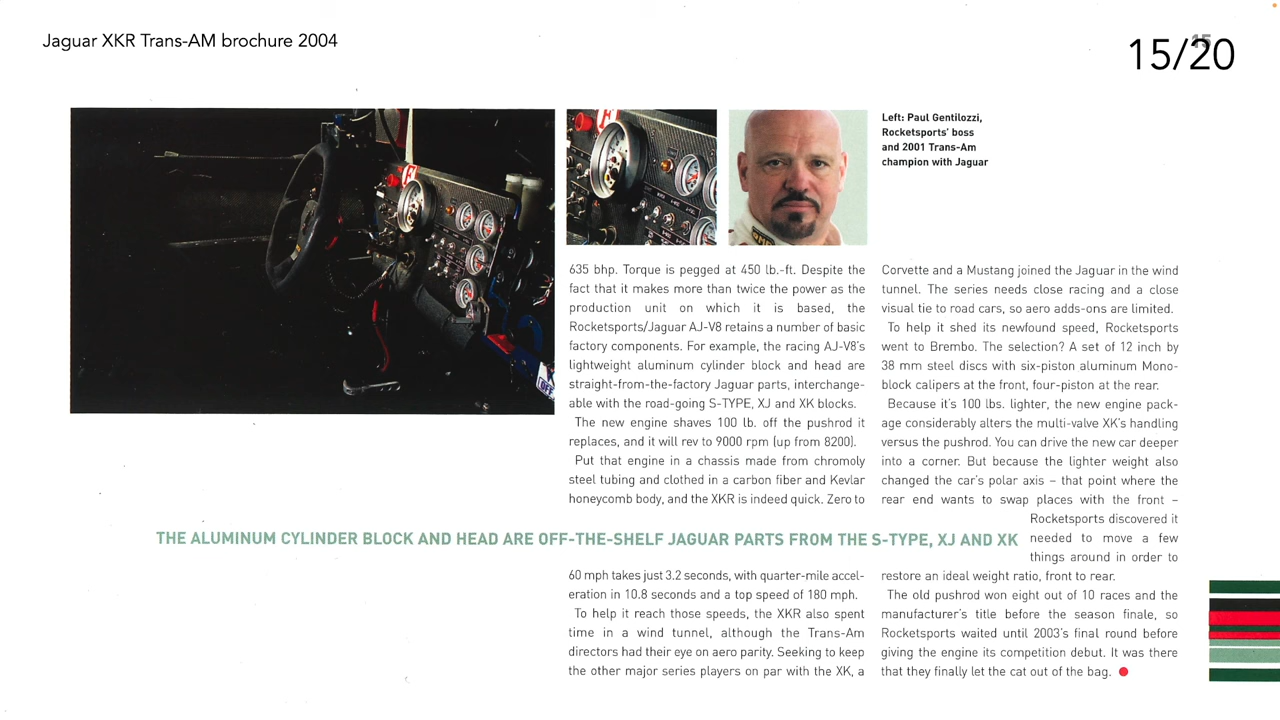 Jaguar XKR Trans-AM brochure 2004
15/20
15
Left: Paul Gentilozzi,
Rocketsports' boss
and 2001 Trans-Am
champion with Jaguar
635 bhp. Torque is pegged at 450 lb.-ft. Despite the
fact that it makes more than twice the power as the
production unit on which it is based, the
Rocketsports/Jaguar AJ-V8 retains a number of basic
factory components. For example, the racing AJ-V8's
lightweight aluminum cylinder block and head are
straight-from-the-factory Jaguar parts, interchange-
able with the road-going S-TYPE, XJ and XK blocks.
The new engine shaves 100 lb. off the pushrod it
replaces, and it will rev to 9000 rpm (up from 8200).
Put that engine in a chassis made from chromoly
steel tubing and clothed in a carbon fiber and Kevlar
honeycomb body, and the XKR is indeed quick. Zero to
60 mph takes just 3.2 seconds, with quarter-mile accel-
eration in 10.8 seconds and a top speed of 180 mph.
To help it reach those speeds, the XKR also spent
time in a wind tunnel, although the Trans-Am
directors had their eye on aero parity. Seeking to keep
the other major series players on par with the XK, a
Corvette and a Mustang joined the Jaguar in the wind
tunnel. The series needs close racing and a close
visual tie to road cars, so aero adds-ons are limited.
To help it shed its newfound speed, Rocketsports
went to Brembo. The selection? A set of 12 inch by
38 mm steel discs with six-piston aluminum Mono-
block calipers at the front, four-piston at the rear.
Because it's 100 lbs. lighter, the new engine pack-
age considerably alters the multi-valve XK's handling
versus the pushrod. You can drive the new car deeper
into a corner. But because the lighter weight also
changed the car's polar axis – that point where the
rear end wants to swap places with the front –
Rocketsports discovered it
needed to move a few
things around in order to
restore an ideal weight ratio, front to rear.
The old pushrod won eight out of 10 races and the
manufacturer's title before the season finale, so
Rocketsports waited until 2003's final round before
giving the engine its competition debut. It was there
that they finally let the cat out of the bag.
THE ALUMINUM CYLINDER BLOCK AND HEAD ARE OFF-THE-SHELF JAGUAR PARTS FROM THE S-TYPE, XJ AND XK